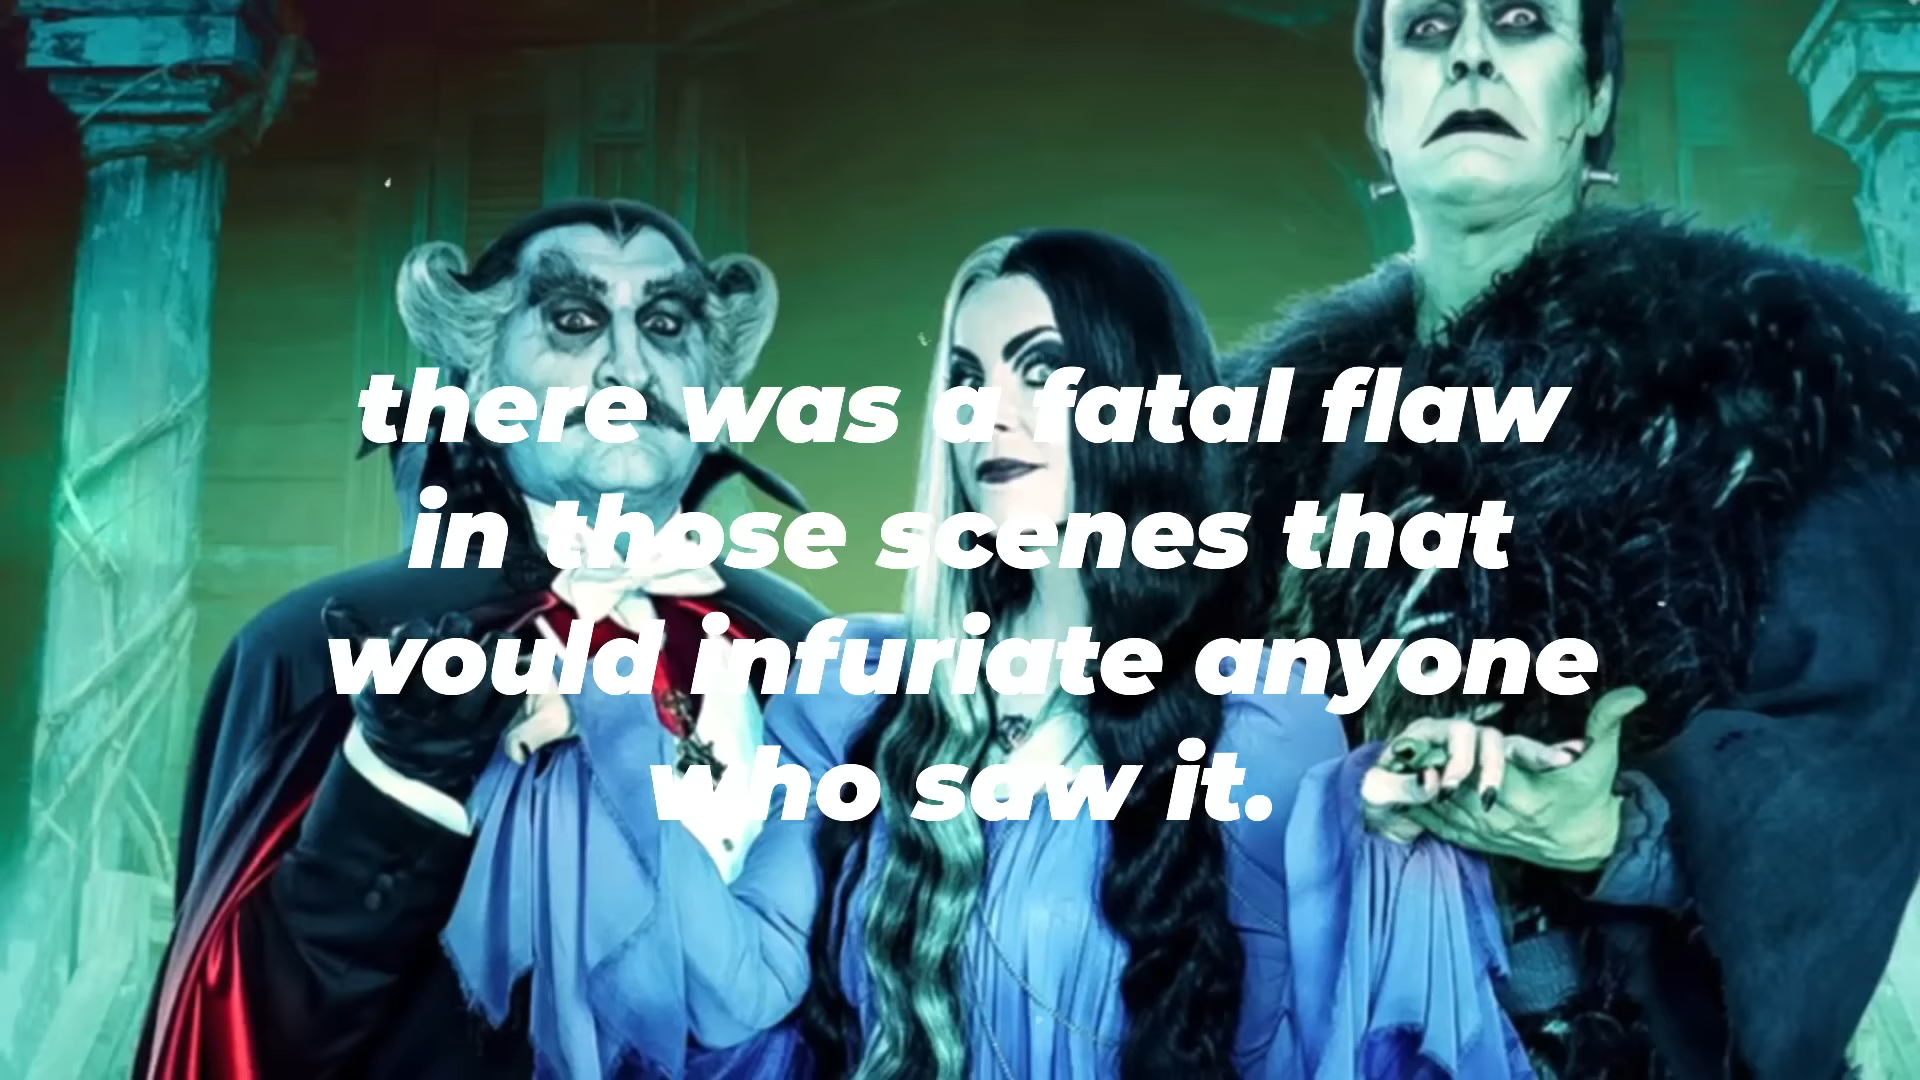 there was a fatal flaw
in those scenes that
would infuriate anyone
who saw it.